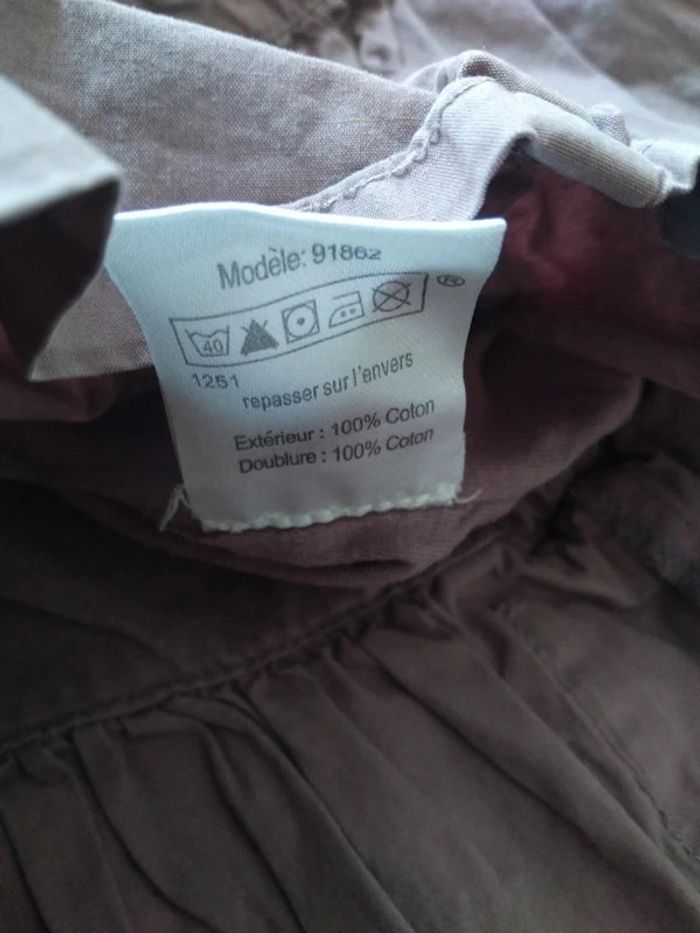 Modèle: 91862
40
®
1251
repasser sur l'envers
Extérieur : 100% Coton
Doublure : 100% Coton